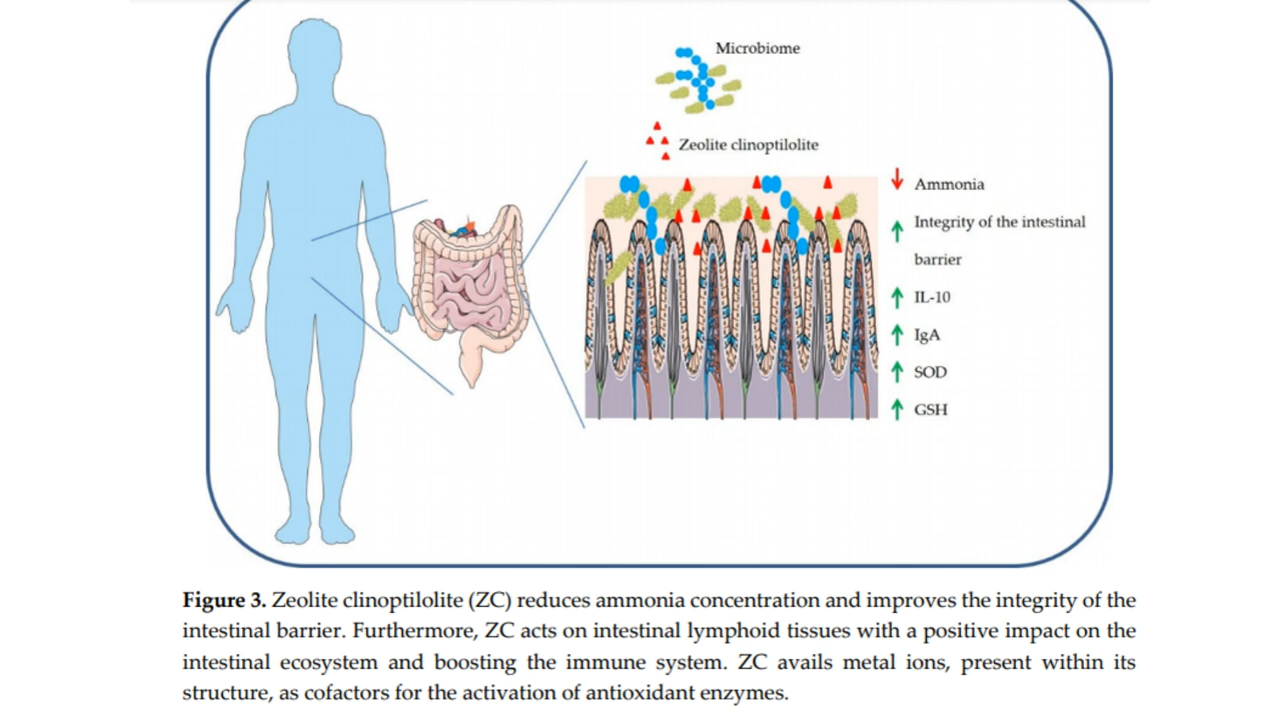 Microbiome
Zeolite clinoptilolite
Ammonia
Integrity of the intestinal
barrier
IL-10
IgA
SOD
GSH
Figure 3. Zeolite clinoptilolite (ZC) reduces ammonia concentration and improves the integrity of the
intestinal barrier. Furthermore, ZC acts on intestinal lymphoid tissues with a positive impact on the
intestinal ecosystem and boosting the immune system. ZC avails metal ions, present within its
structure, as cofactors for the activation of antioxidant enzymes.